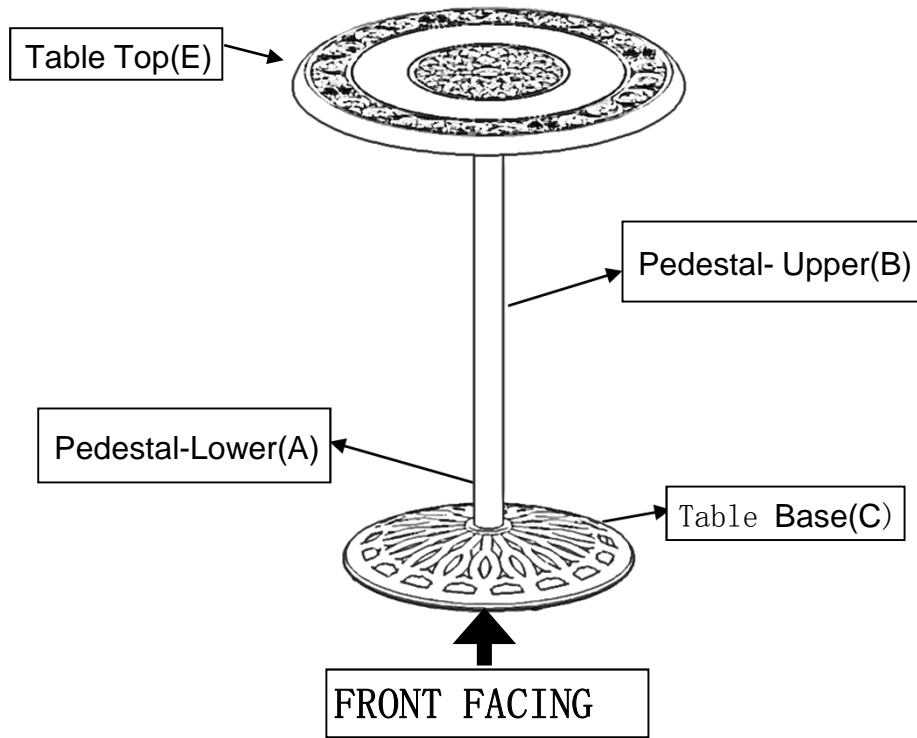 Table Top(E)
Pedestal- Upper(B)
Pedestal-Lower(A)
Table Base(C)
FRONT FACING